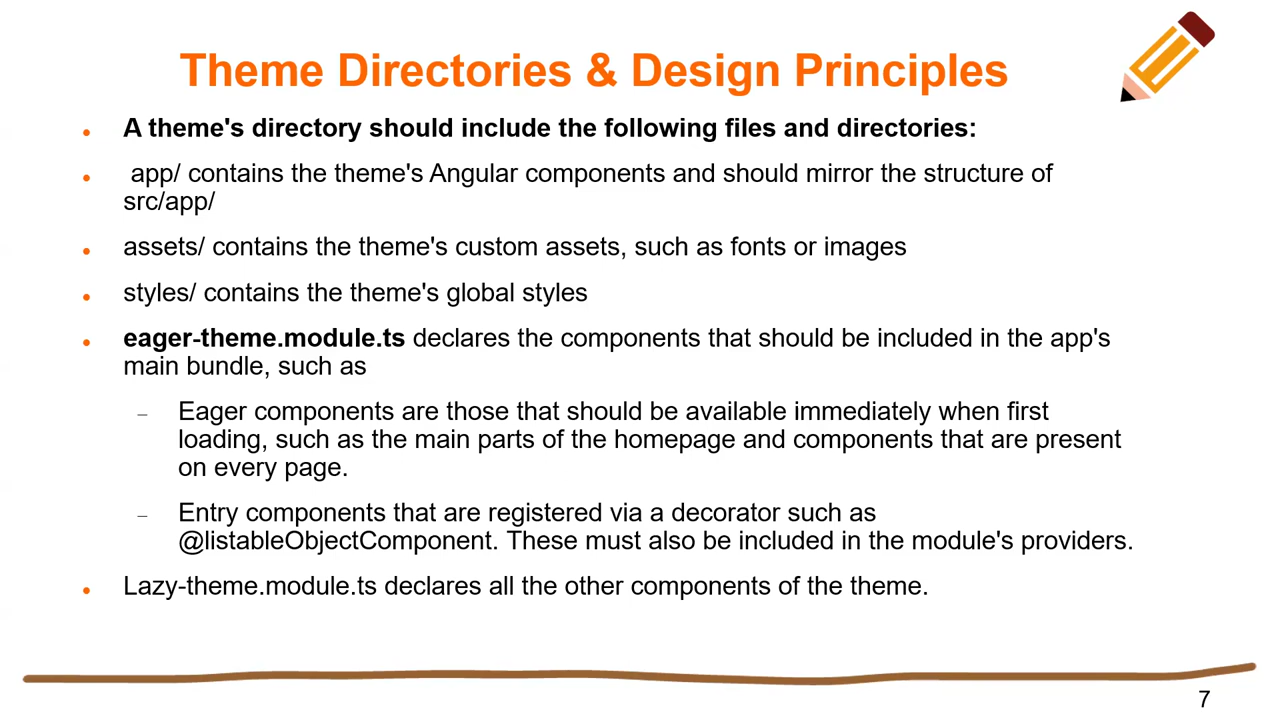 Theme Directories & Design Principles
A theme's directory should include the following files and directories:
app/ contains the theme's Angular components and should mirror the structure of
src/app/
assets/ contains the theme's custom assets, such as fonts or images
styles/ contains the theme's global styles
eager-theme.module.ts declares the components that should be included in the app's
main bundle, such as
Eager components are those that should be available immediately when first
loading, such as the main parts of the homepage and components that are present
on every page.
Entry components that are registered via a decorator such as
@listableObjectComponent. These must also be included in the module's providers.
Lazy-theme.module.ts declares all the other components of the theme.
7